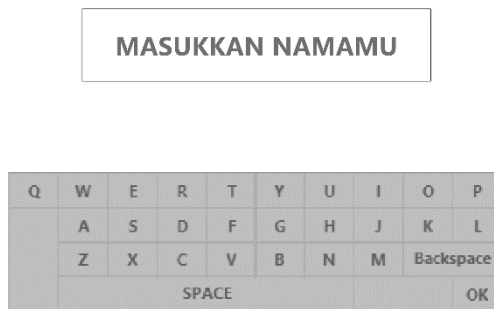 MASUKKAN NAMAMU
Q W E R T Y U I O P
A S D F G H J K L
Z X C V B N M Backspace
SPACE OK